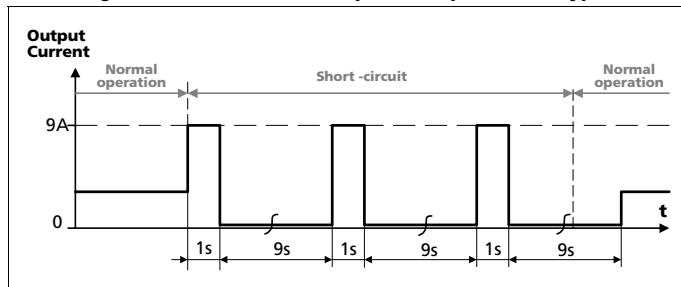 Output
Current
Normal
operation
Short -circuit
Normal
operation
9A
0
t
1s
9s
1s
9s
1s
9s